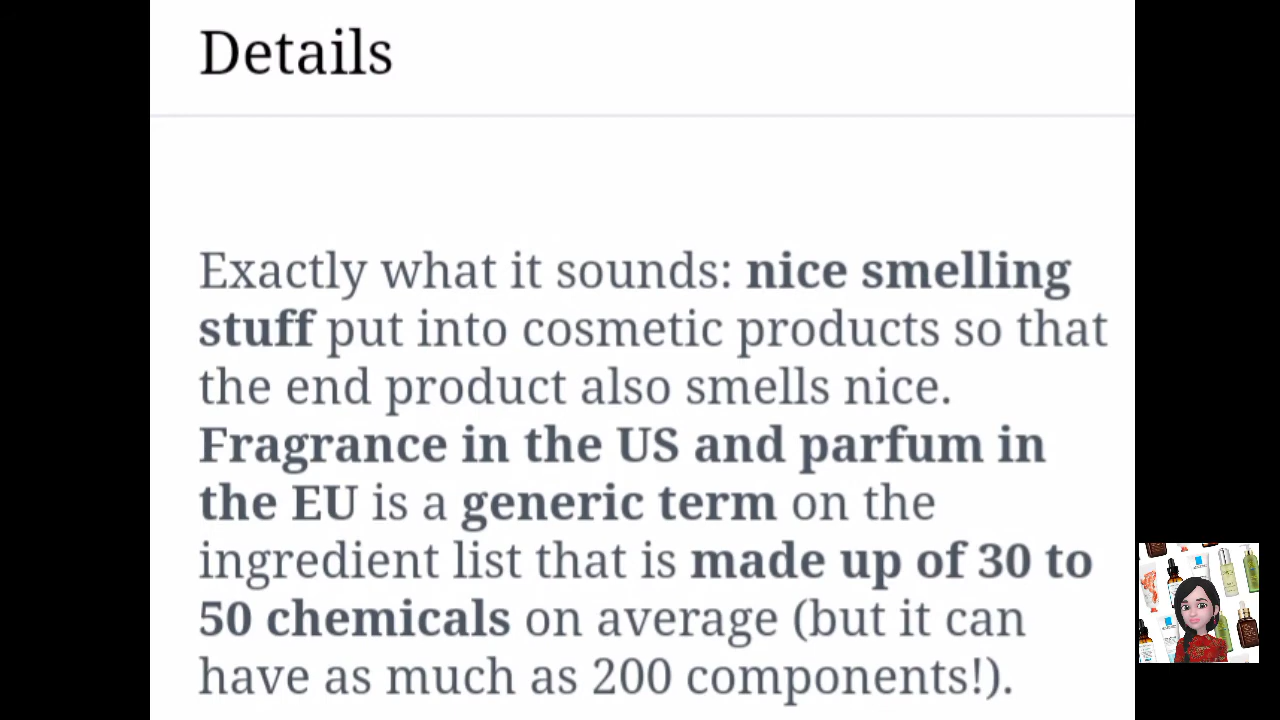 Details
Exactly what it sounds: nice smelling
stuff put into cosmetic products so that
the end product also smells nice.
Fragrance in the US and parfum in
the EU is a generic term on the
ingredient list that is made up of 30 to
50 chemicals on average (but it can
have as much as 200 components!).